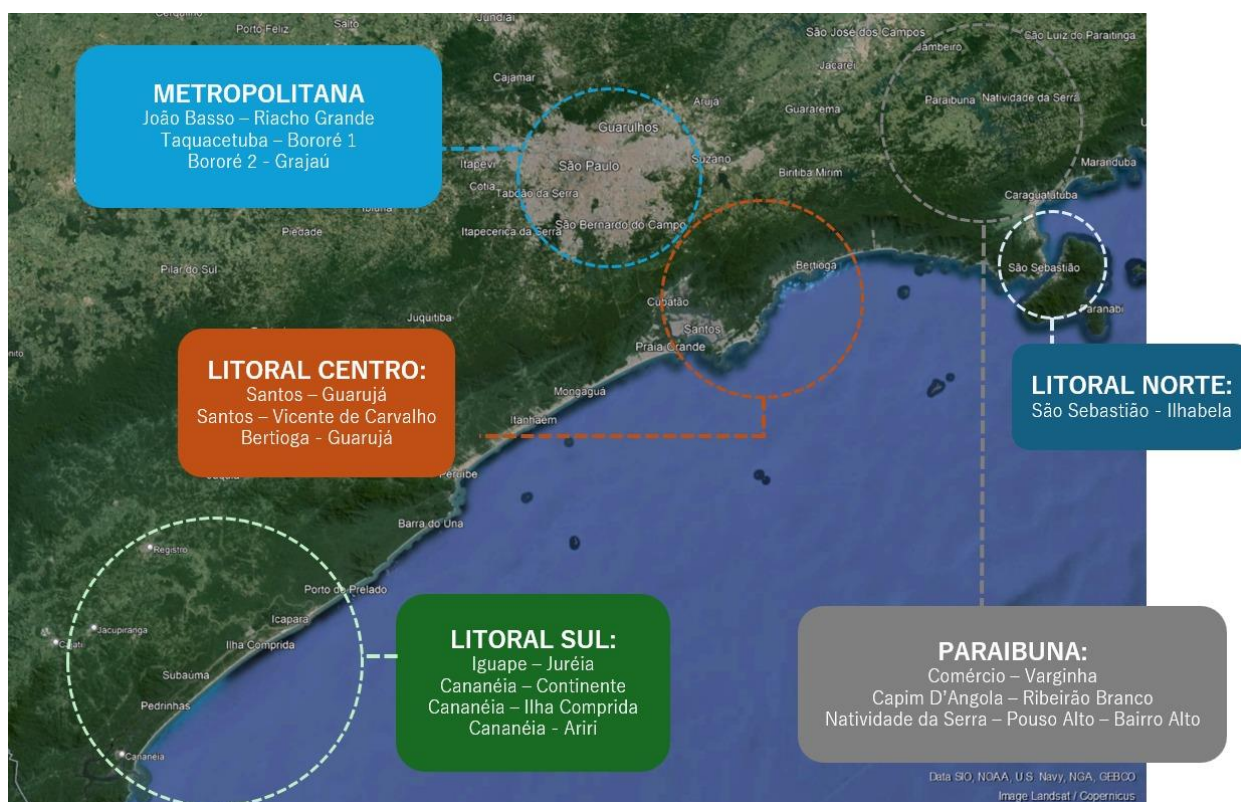 Porto Feliz
Salto
Jundiaí
São José dos Campos
São Luiz do Paraitinga
Jambeiro
Jacareí
Cajamar
METROPOLITANA
João Basso – Riacho Grande
Taquacetuba – Bororé 1
Bororé 2 - Grajaú
Arujá
Guararema
Paraibuna
Natividade da Serra
Guarulhos
Itapevi
São Paulo
Suzano
Maranduba
Cotia
Taboão da Serra
Biritiba Mirim
Caraguatatuba
Ibiúna
Piedade
Itapecerica da Serra
São Bernardo do Campo
Pilar do Sul
Bertioga
São Sebastião
Cubatão
Paranabi
Juquitiba
Santos
Praia Grande
LITORAL CENTRO:
Santos – Guarujá
Santos – Vicente de Carvalho
Bertioga - Guarujá
LITORAL NORTE:
São Sebastião - Ilhabela
Mongaguá
Itanhaém
Peruíbe
Barra do Una
Registro
Porto do Prelado
Icapara
Jacupiranga
Cajati
Ilha Comprida
Subaúma
Pedrinhas
Cananéia
LITORAL SUL:
Iguape – Juréia
Cananéia – Continente
Cananéia – Ilha Comprida
Cananéia - Ariri
PARAIBUNA:
Comércio – Varginha
Capim D'Angola – Ribeirão Branco
Natividade da Serra – Pouso Alto – Bairro Alto
Data SIO, NOAA, U.S. Navy, NGA, GEBCO
Image Landsat / Copernicus